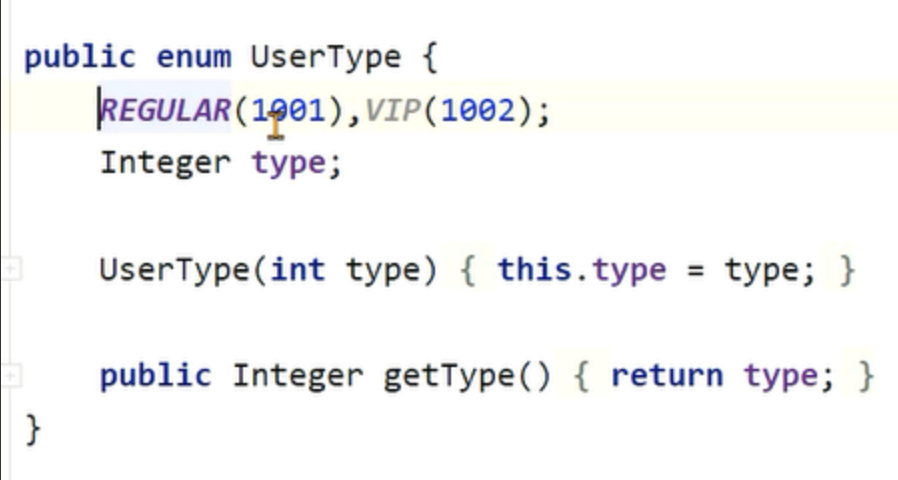 public enum UserType {
REGULAR(1001),VIP(1002);
Integer type;
UserType(int type) { this.type = type; }
public Integer getType() { return type; }
}